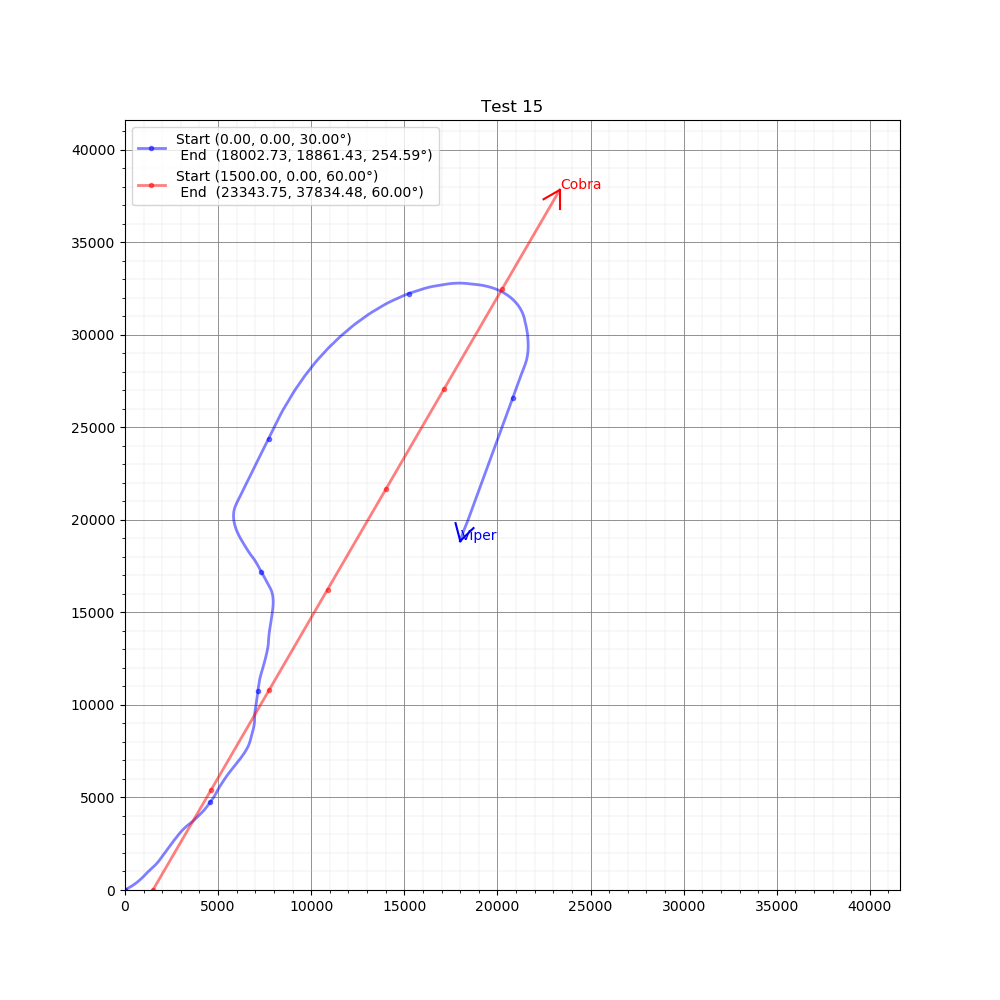 Test 15
Start (0.00, 0.00, 30.00°)
End (18002.73, 18861.43, 254.59°)
Start (1500.00, 0.00, 60.00°)
End (23343.75, 37834.48, 60.00°)
Cobra
Viper
40000
35000
30000
25000
20000
15000
10000
5000
0
0 5000 10000 15000 20000 25000 30000 35000 40000